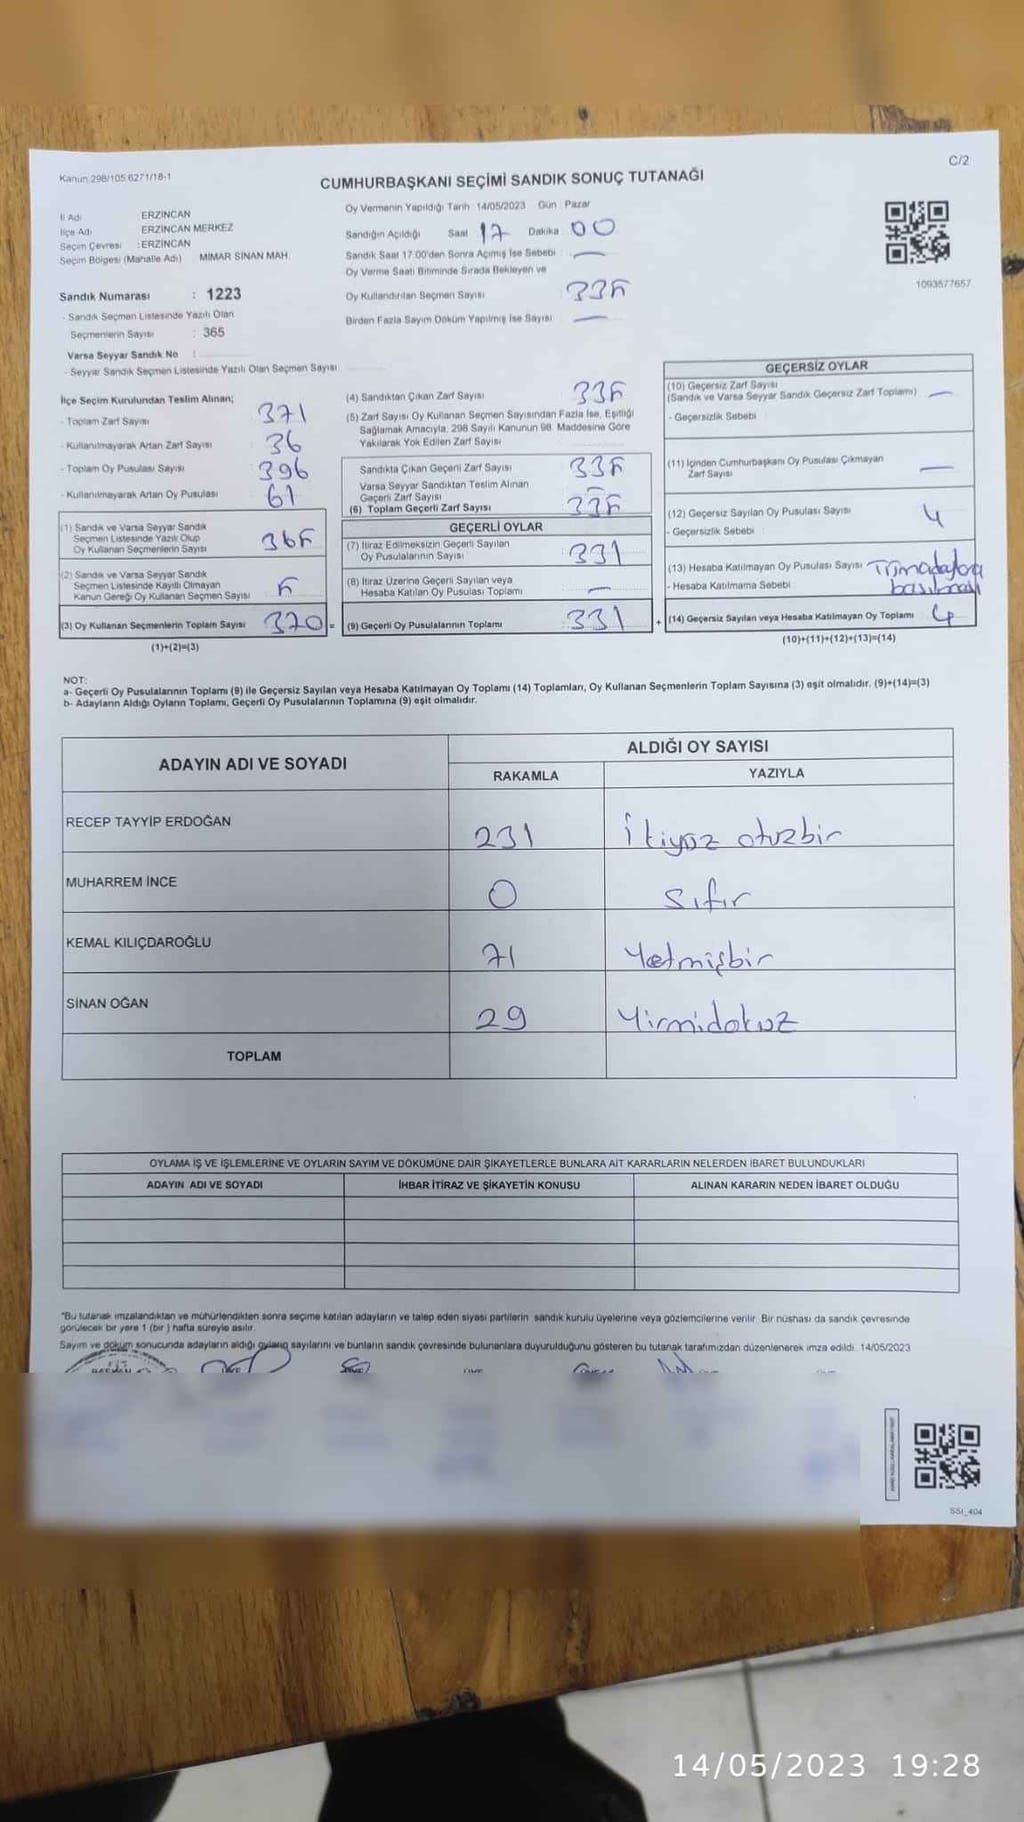 Kanun 298/105 6271/18-1
C/2
CUMHURBAŞKANI SEÇİMİ SANDIK SONUÇ TUTANAĞI
İl Adı ERZİNCAN
İlçe Adı ERZİNCAN MERKEZ
Seçim Çevresi : ERZİNCAN
Seçim Bölgesi (Mahalle Adı) MİMAR SİNAN MAH.
Sandık Numarası : 1223
- Sandık Seçmen Listesinde Yazılı Olan
Seçmenlerin Sayısı : 365
Varsa Seyyar Sandık No :
- Seyyar Sandık Seçmen Listesinde Yazılı Olan Seçmen Sayısı
Oy Vermenin Yapıldığı Tarih 14/05/2023 Gün Pazar
Sandığın Açıldığı Saat 17 Dakika 00
Sandık Saat 17:00'den Sonra Açımış İse Sebebi : —
Oy Verme Saati Bitiminde Sırada Bekleyen ve
Oy Kullandırılan Seçmen Sayısı 335
Birden Fazla Sayım Döküm Yapılmış İse Sayısı —
1093577657
İlçe Seçim Kurulundan Teslim Alınan;
- Toplam Zarf Sayısı 371
- Kullanılmayarak Artan Zarf Sayısı 36
- Toplam Oy Pusulası Sayısı 396
- Kullanılmayarak Artan Oy Pusulası 61
(1) Sandık ve Varsa Seyyar Sandık
Seçmen Listesinde Yazılı Olup
Oy Kullanan Seçmenlerin Sayısı 365
(2) Sandık ve Varsa Seyyar Sandık
Seçmen Listesinde Kayıtlı Olmayan
Kanun Gereği Oy Kullanan Seçmen Sayısı 5
(3) Oy Kullanan Seçmenlerin Toplam Sayısı 370 =
(1)+(2)=(3)
(4) Sandıktan Çıkan Zarf Sayısı 335
(5) Zarf Sayısı Oy Kullanan Seçmen Sayısından Fazla İse, Eşitliği
Sağlamak Amacıyla, 298 Sayılı Kanunun 98. Maddesine Göre
Yakılarak Yok Edilen Zarf Sayısı
Sandıkta Çıkan Geçerli Zarf Sayısı 335
Varsa Seyyar Sandıktan Teslim Alınan
Geçerli Zarf Sayısı —
(6) Toplam Geçerli Zarf Sayısı 335
GEÇERLİ OYLAR
(7) İtiraz Edilmeksizin Geçerli Sayılan
Oy Pusulalarının Sayısı 331
(8) İtiraz Üzerine Geçerli Sayılan veya
Hesaba Katılan Oy Pusulası Toplamı —
(9) Geçerli Oy Pusulalarının Toplamı 331 +
GEÇERSİZ OYLAR
(10) Geçersiz Zarf Sayısı
(Sandık ve Varsa Seyyar Sandık Geçersiz Zarf Toplamı) —
- Geçersizlik Sebebi :
(11) İçinden Cumhurbaşkanı Oy Pusulası Çıkmayan
Zarf Sayısı —
(12) Geçersiz Sayılan Oy Pusulası Sayısı 4
- Geçersizlik Sebebi :
(13) Hesaba Katılmayan Oy Pusulası Sayısı
- Hesaba Katılmama Sebebi :
(14) Geçersiz Sayılan veya Hesaba Katılmayan Oy Toplamı 4
(10)+(11)+(12)+(13)=(14)
NOT:
a- Geçerli Oy Pusulalarının Toplamı (9) ile Geçersiz Sayılan veya Hesaba Katılmayan Oy Toplamı (14) Toplamları, Oy Kullanan Seçmenlerin Toplam Sayısına (3) eşit olmalıdır. (9)+(14)=(3)
b- Adayların Aldığı Oyların Toplamı, Geçerli Oy Pusulalarının Toplamına (9) eşit olmalıdır.
ADAYIN ADI VE SOYADI
ALDIĞI OY SAYISI
RAKAMLA YAZIYLA
RECEP TAYYİP ERDOĞAN 231 İkiyüz otuzbir
MUHARREM İNCE 0 Sıfır
KEMAL KILIÇDAROĞLU 71 Yetmişbir
SİNAN OĞAN 29 Yirmidokuz
TOPLAM
OYLAMA İŞ VE İŞLEMLERİNE VE OYLARIN SAYIM VE DÖKÜMÜNE DAİR ŞİKAYETLERLE BUNLARA AİT KARARLARIN NELERDEN İBARET BULUNDUKLARI
ADAYIN ADI VE SOYADI İHBAR İTİRAZ VE ŞİKAYETİN KONUSU ALINAN KARARIN NEDEN İBARET OLDUĞU
*Bu tutanak imzalandıktan ve mühürlendikten sonra seçime katılan adayların ve talep eden siyasi partilerin sandık kurulu üyelerine veya gözlemcilerine verilir. Bir nüshası da sandık çevresinde
görülecek bir yere 1 (bir) hafta süreyle asılır.
Sayım ve döküm sonucunda adayların aldığı oyların sayılarını ve bunların sandık çevresinde bulunanlara duyurulduğunu gösteren bu tutanak tarafımızdan düzenlenerek imza edildi. 14/05/2023
SSI_404
14/05/2023 19:28